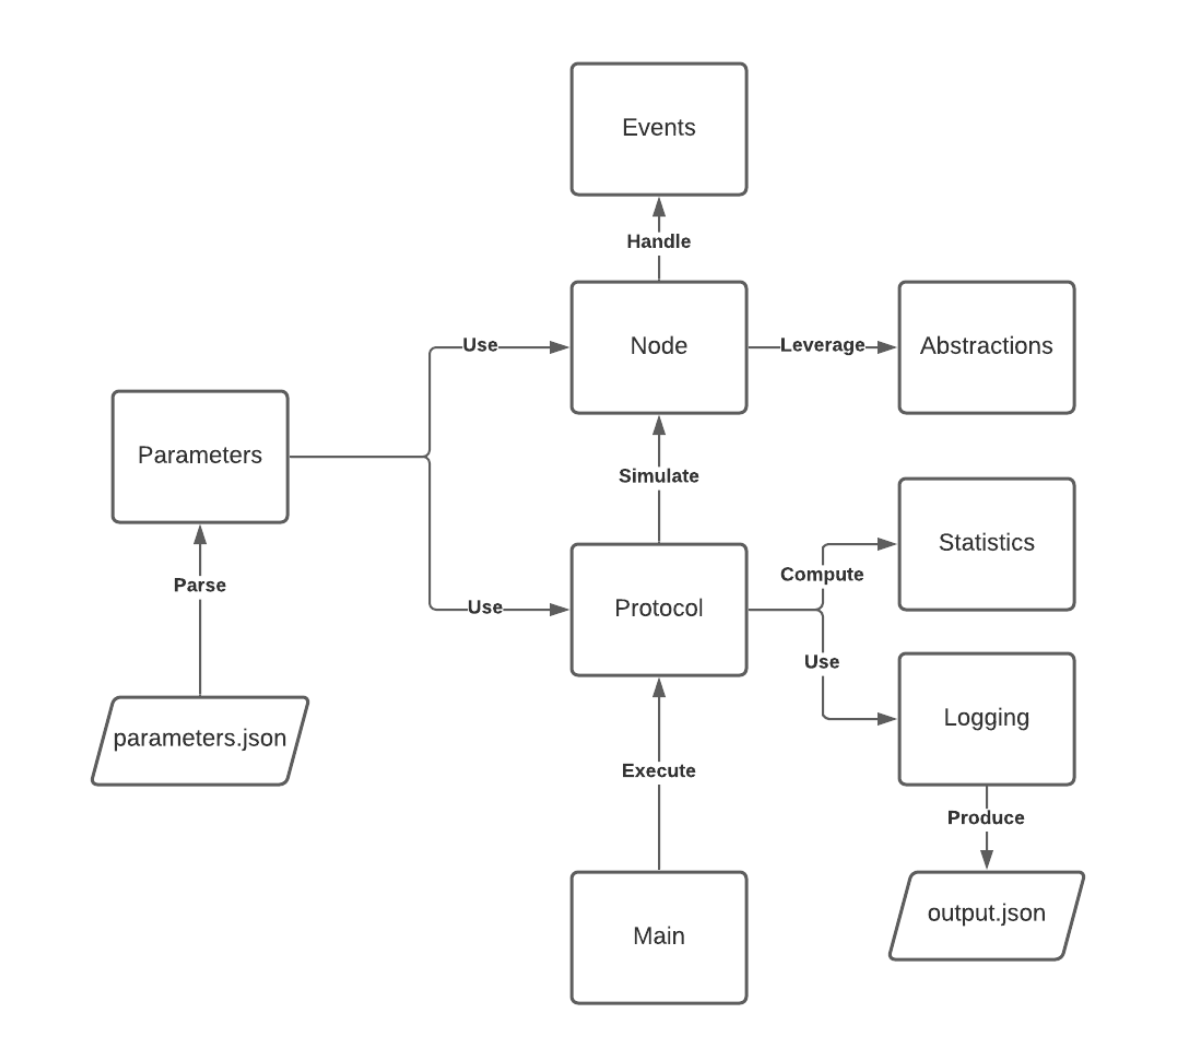 Events
Handle
Use
Node
Leverage
Abstractions
Parameters
Simulate
Statistics
Compute
Parse
Use
Protocol
Use
Logging
parameters.json
Execute
Produce
output.json
Main